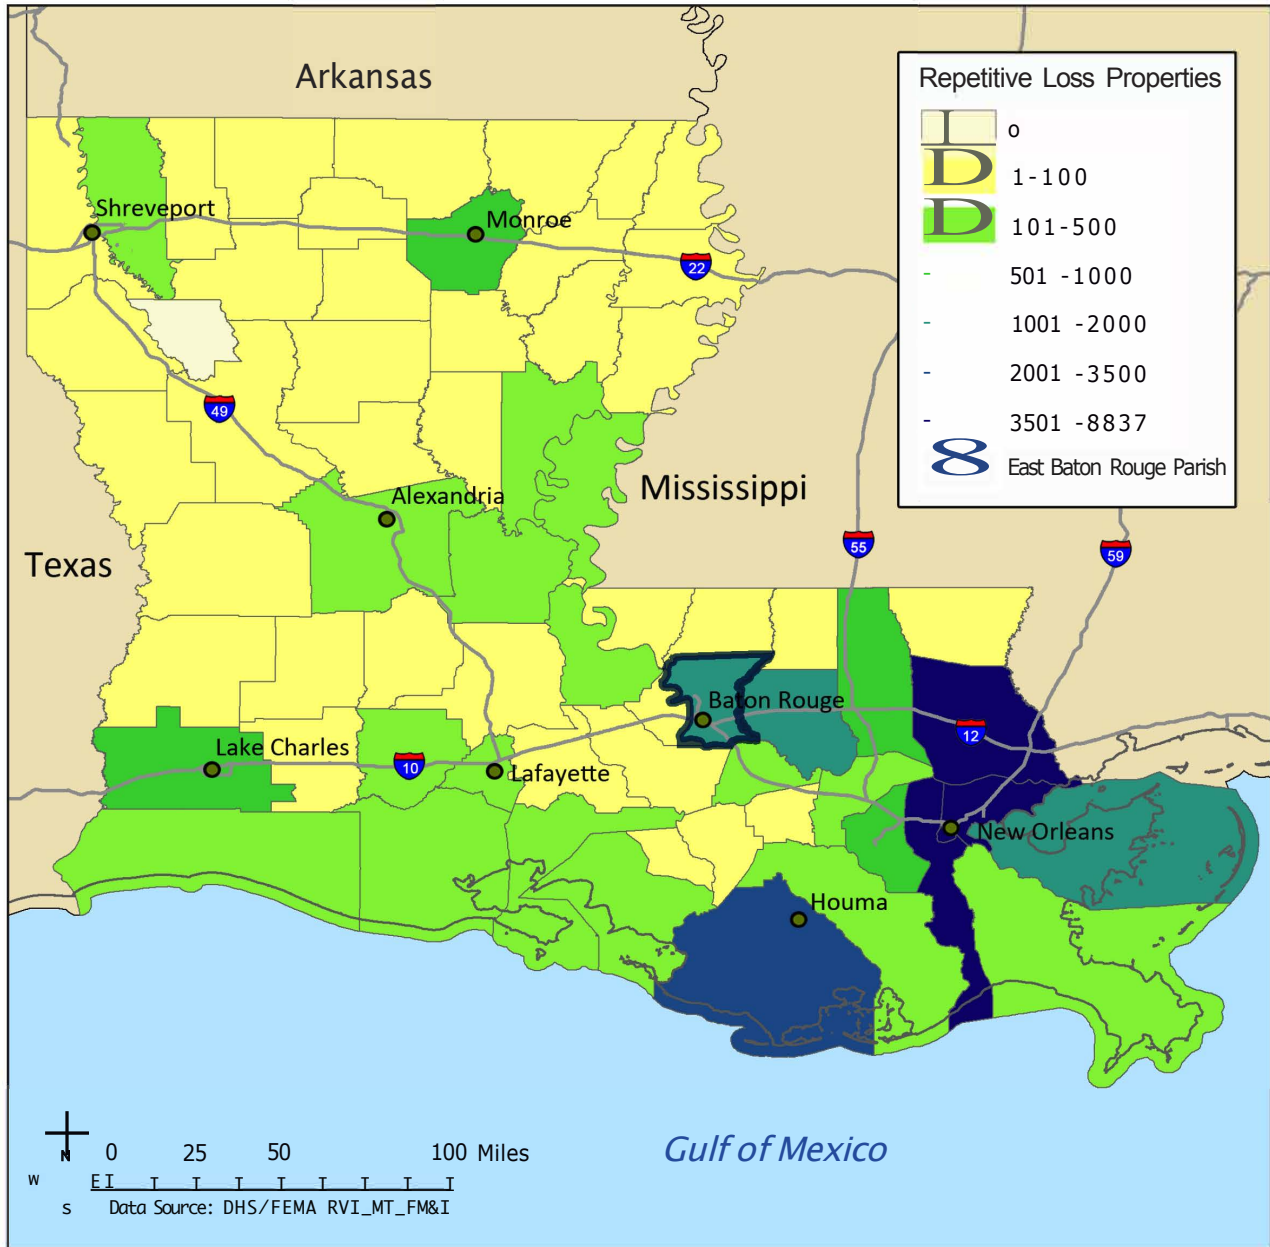 Arkansas
Repetitive Loss Properties
o
D 1-100
D 101-500
- 501 -1000
- 1001 -2000
- 2001 -3500
- 3501 -8837
8 East Baton Rouge Parish
Shreveport
Monroe
22
49
Alexandria
Mississippi
Texas
55
59
Baton Rouge
12
Lake Charles
10
Lafayette
New Orleans
Houma
Gulf of Mexico
N
0 25 50 100 Miles
W EI T T T T T T T T
s Data Source: DHS/FEMA RVI_MT_FM&I